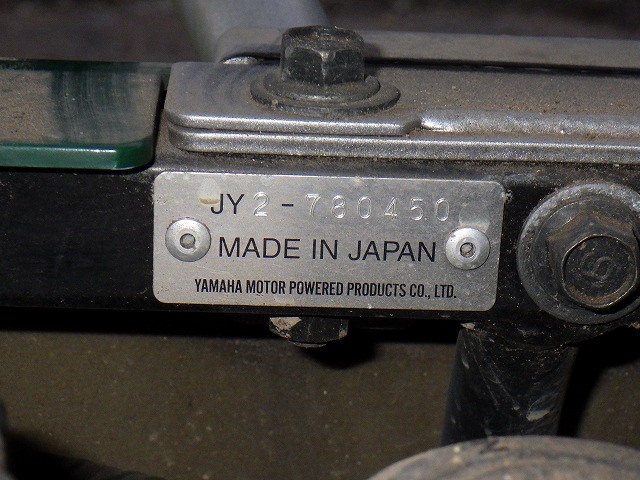 JY2-780450
MADE IN JAPAN
YAMAHA MOTOR POWERED PRODUCTS CO., LTD.